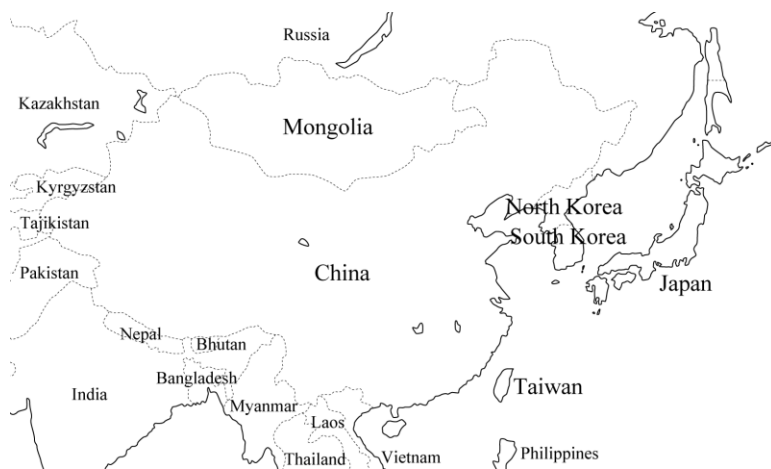 Russia
Kazakhstan
Mongolia
Kyrgyzstan
North Korea
Tajikistan
South Korea
Pakistan
China
Japan
Nepal
Bhutan
Bangladesh
Taiwan
India
Myanmar
Laos
Thailand
Vietnam
Philippines